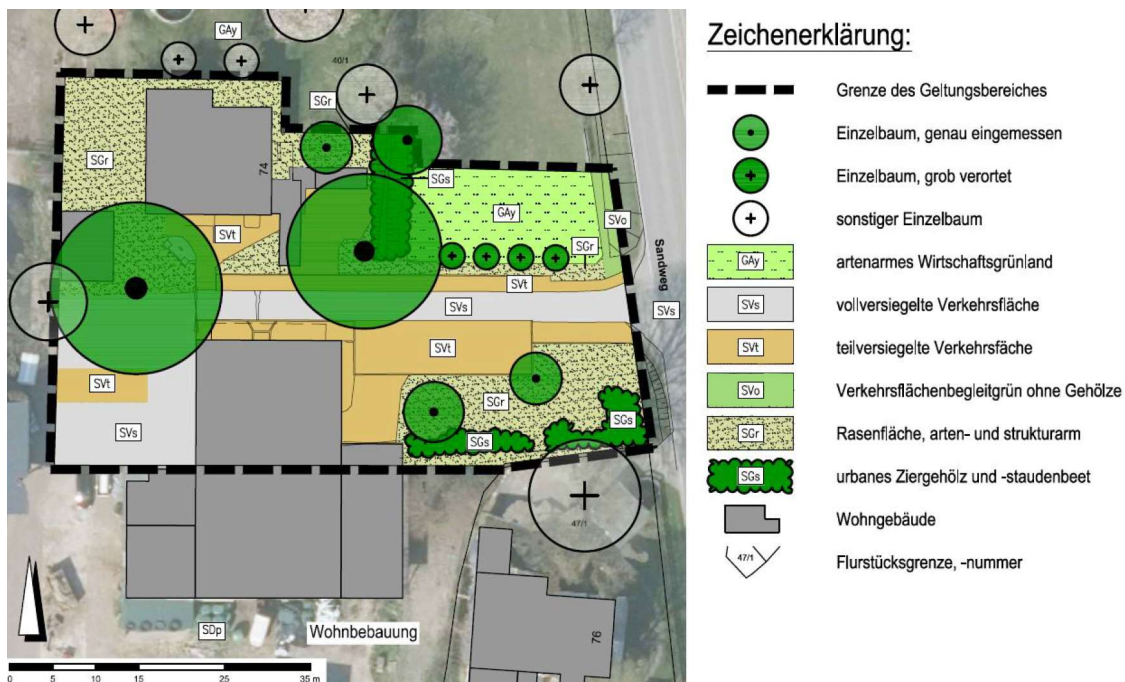 Zeichenerklärung:
Grenze des Geltungsbereiches
Einzelbaum, genau eingemessen
Einzelbaum, grob verortet
sonstiger Einzelbaum
GAy artenarmes Wirtschaftsgrünland
SVs vollversiegelte Verkehrsfläche
SVt teilversiegelte Verkehrsfäche
SVo Verkehrsflächenbegleitgrün ohne Gehölze
SGr Rasenfläche, arten- und strukturarm
SGs urbanes Ziergehölz und -staudenbeet
Wohngebäude
47/1 Flurstücksgrenze, -nummer
GAy
40/1
SGr
SGr
74
SGs
GAy
SVo
SVt
SGr
Sandweg
SVt
SVs
SVs
SVt
SVt
SGr
SGs
SVs
SGs
47/1
SDp
Wohnbebauung
76
0 5 10 15 25 35 m